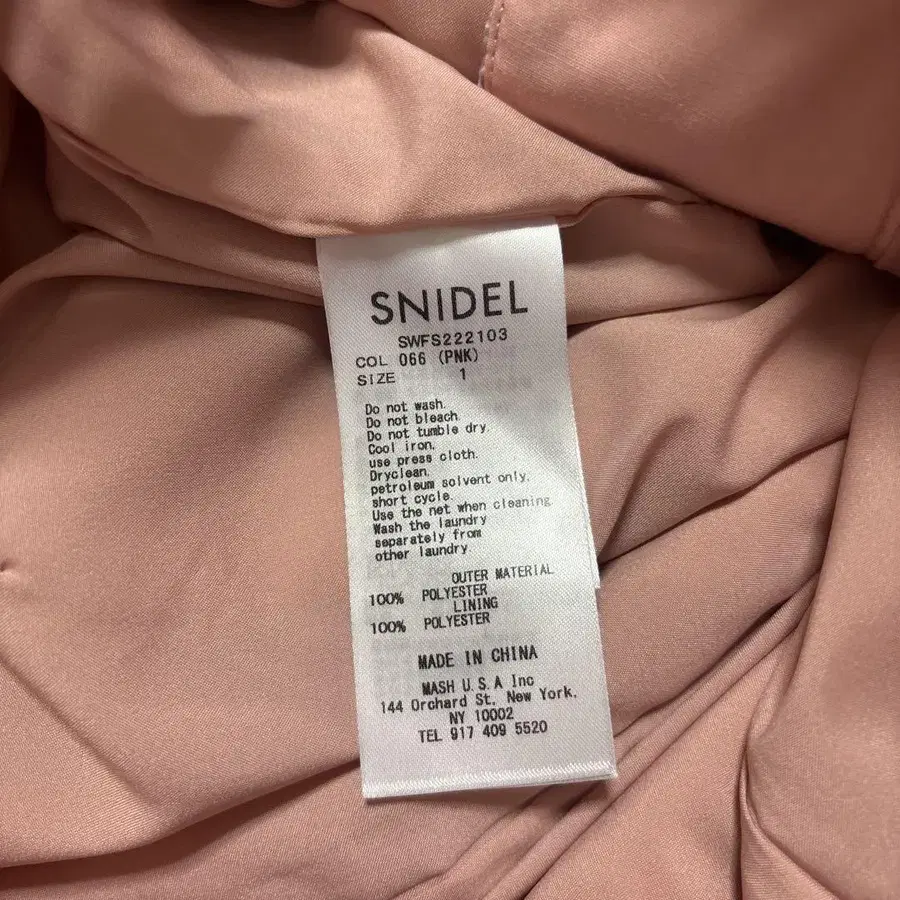 SNIDEL
SWFS222103
COL 066 (PNK)
SIZE 1
Do not wash.
Do not bleach.
Do not tumble dry.
Cool iron.
use press cloth.
Dryclean.
petroleum solvent only.
short cycle.
Use the net when cleaning
Wash the laundry
separately from
other laundry.
OUTER MATERIAL
100% POLYESTER
LINING
100% POLYESTER
MADE IN CHINA
MASH U.S.A Inc
144 Orchard St, New York,
NY 10002
TEL 917 409 5520